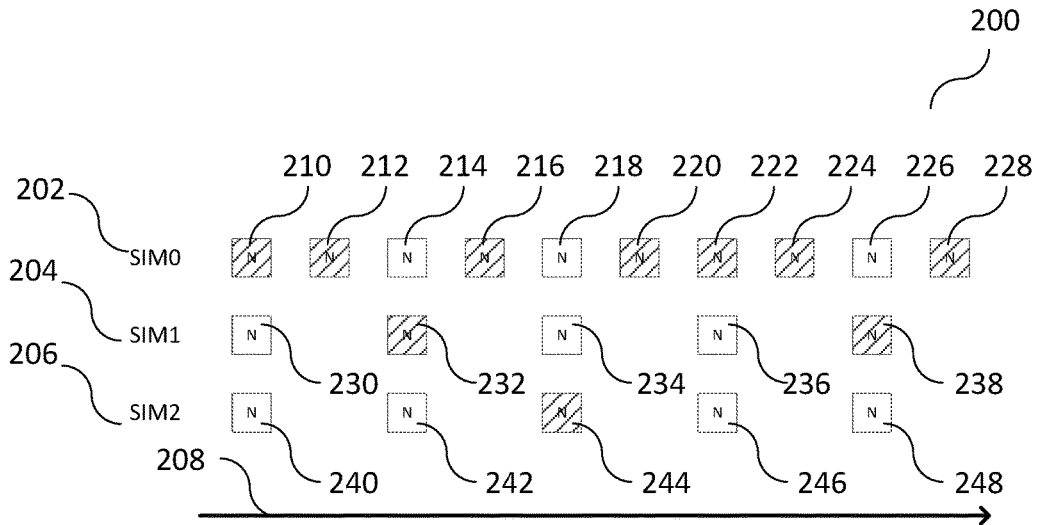 200
210 212 214 216 218 220 222 224 226 228
202
SIM0 N N N N N N N N N N
204
SIM1 N N N N N
206 230 232 234 236 238
SIM2 N N N N N
208 240 242 244 246 248